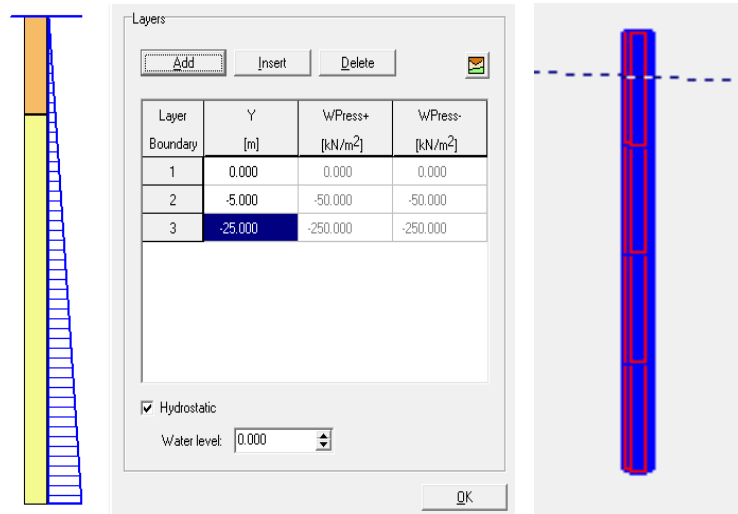 Layers
Add Insert Delete
Layer Boundary Y [m] WPress+ [kN/m2] WPress- [kN/m2]
1 0.000 0.000 0.000
2 -5.000 -50.000 -50.000
3 -25.000 -250.000 -250.000
Hydrostatic
Water level: 0.000
OK